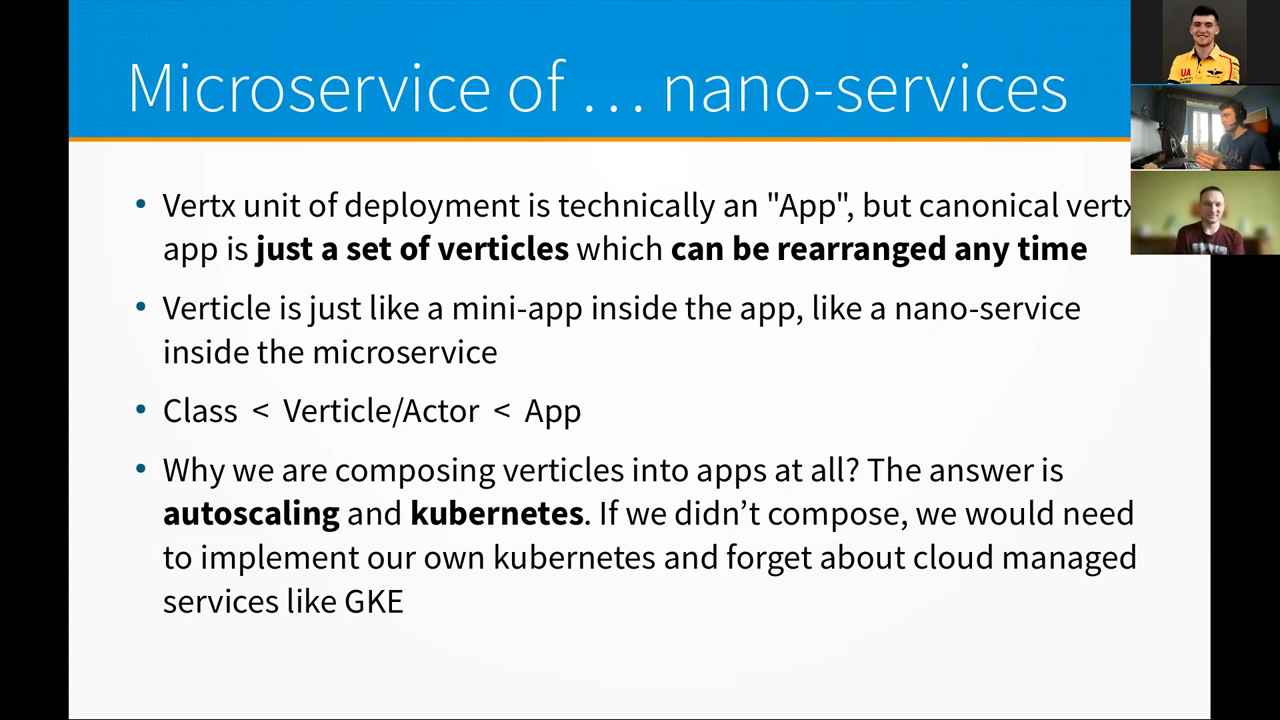 Microservice of … nano-services
• Vertx unit of deployment is technically an "App", but canonical vertx
app is just a set of verticles which can be rearranged any time
• Verticle is just like a mini-app inside the app, like a nano-service
inside the microservice
• Class < Verticle/Actor < App
• Why we are composing verticles into apps at all? The answer is
autoscaling and kubernetes. If we didn’t compose, we would need
to implement our own kubernetes and forget about cloud managed
services like GKE
UA